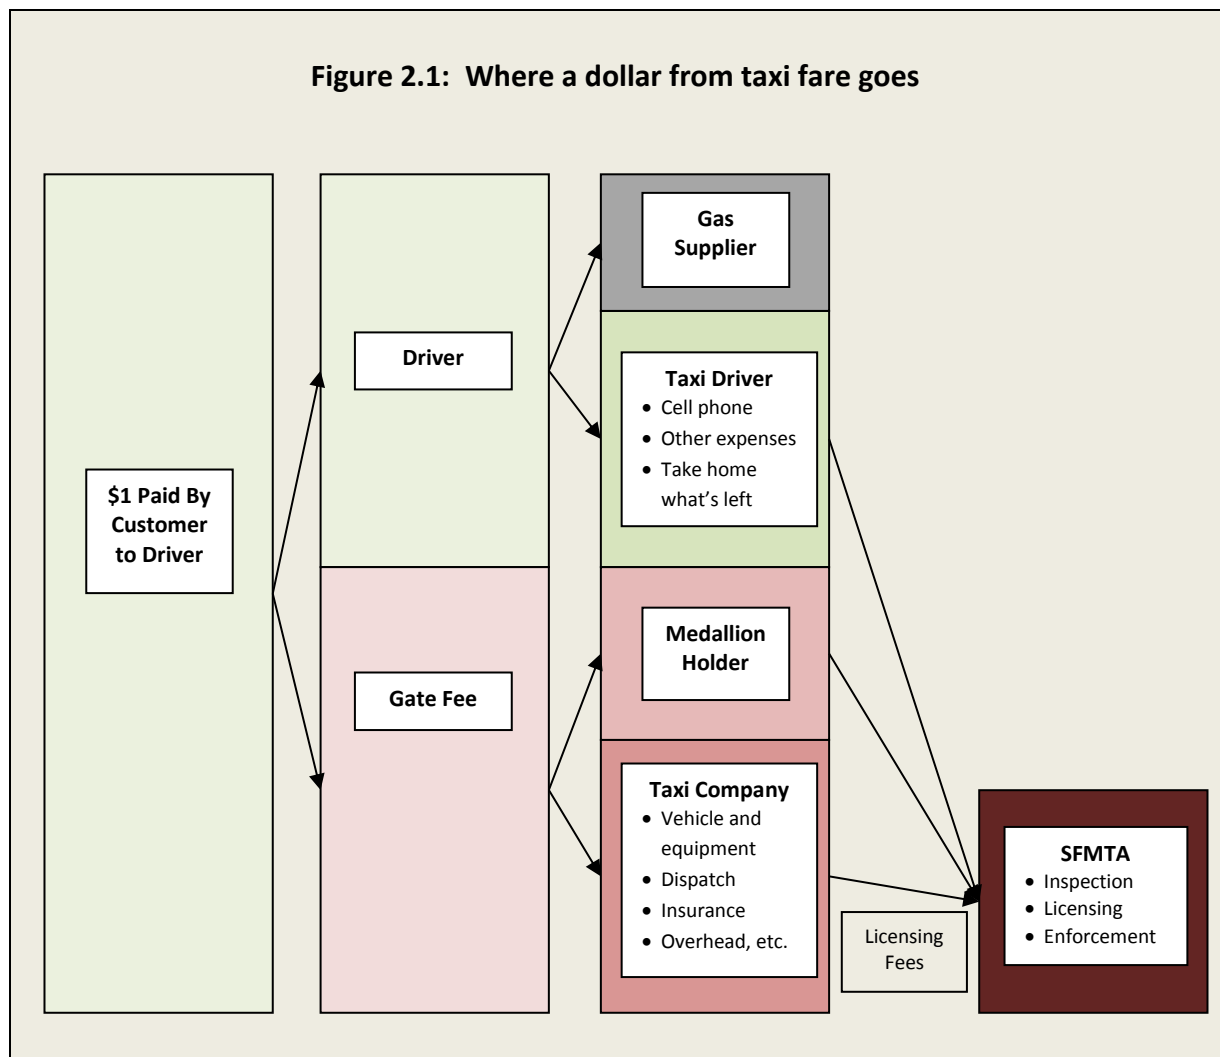 Figure 2.1: Where a dollar from taxi fare goes
$1 Paid By
Customer
to Driver
Driver
Gate Fee
Gas
Supplier
Taxi Driver
• Cell phone
• Other expenses
• Take home
what’s left
Medallion
Holder
Taxi Company
• Vehicle and
equipment
• Dispatch
• Insurance
• Overhead, etc.
Licensing
Fees
SFMTA
• Inspection
• Licensing
• Enforcement